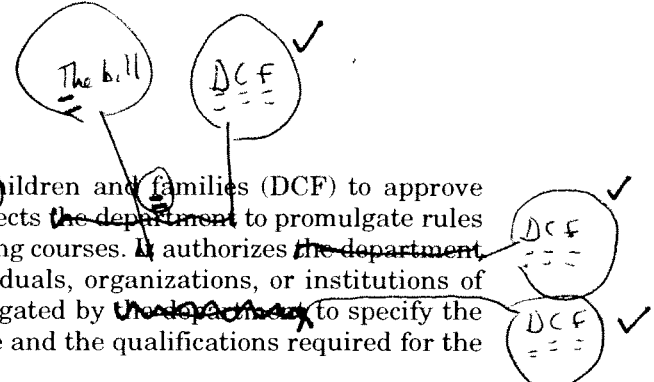 The bill DCF
ildren and families (DCF) to approve
ects the department to promulgate rules
ng courses. It authorizes the department DCF
duals, organizations, or institutions of
gated by the department to specify the DCF
e and the qualifications required for the